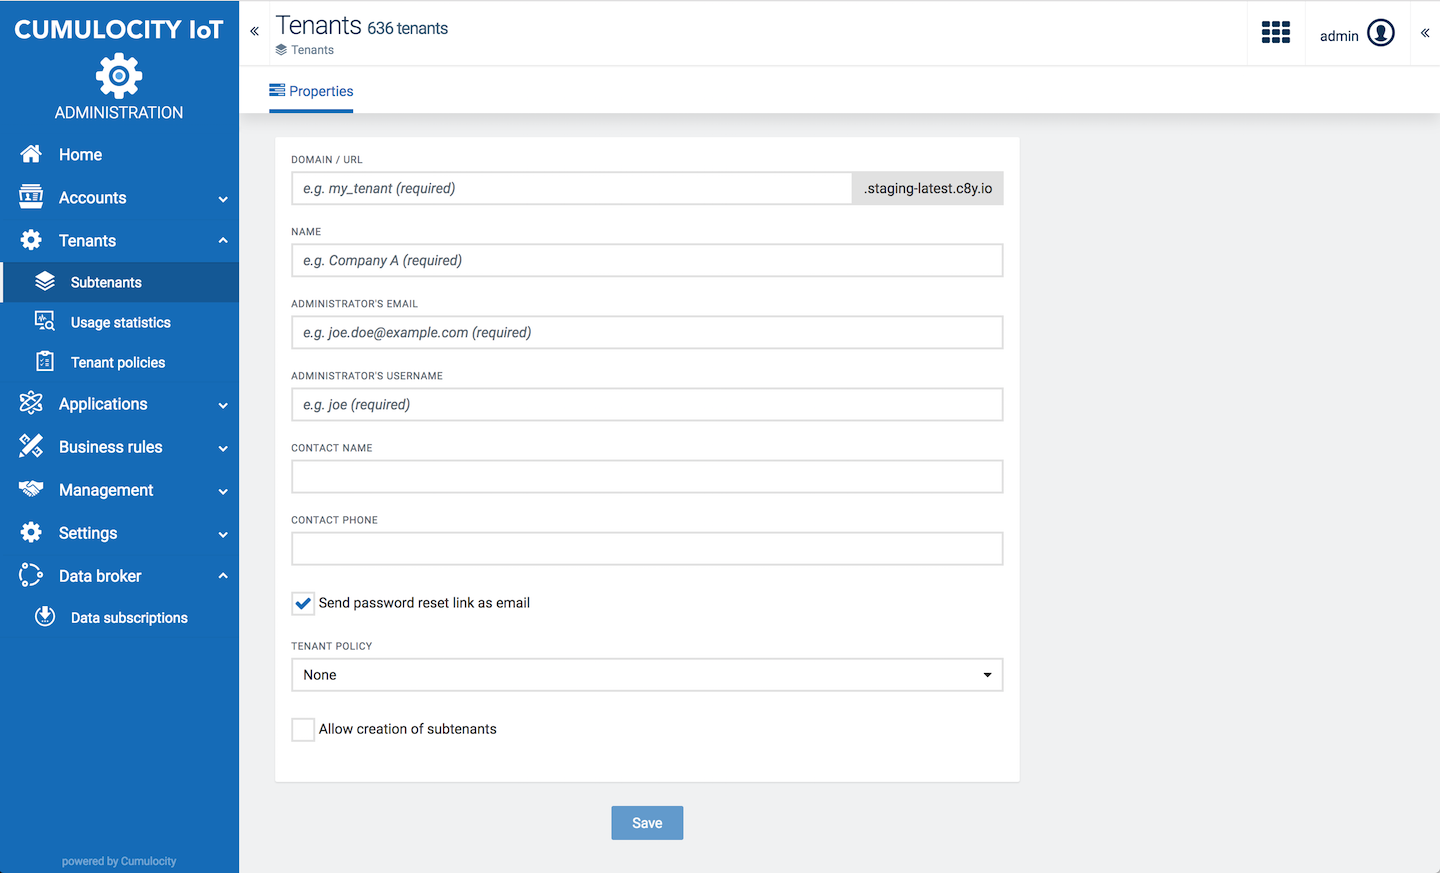 CUMULOCITY IoT
ADMINISTRATION
Home
Accounts
Tenants
Subtenants
Usage statistics
Tenant policies
Applications
Business rules
Management
Settings
Data broker
Data subscriptions
powered by Cumulocity
Tenants 636 tenants
Tenants
admin
Properties
DOMAIN / URL
e.g. my_tenant (required) .staging-latest.c8y.io
NAME
e.g. Company A (required)
ADMINISTRATOR'S EMAIL
e.g. joe.doe@example.com (required)
ADMINISTRATOR'S USERNAME
e.g. joe (required)
CONTACT NAME
CONTACT PHONE
Send password reset link as email
TENANT POLICY
None
Allow creation of subtenants
Save